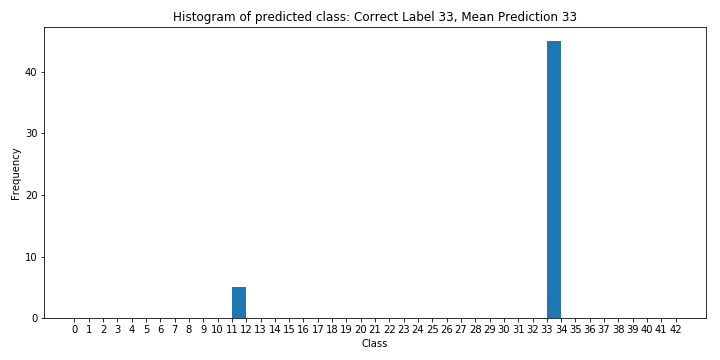 Histogram of predicted class: Correct Label 33, Mean Prediction 33
Frequency
40
30
20
10
0
0 1 2 3 4 5 6 7 8 9 10 11 12 13 14 15 16 17 18 19 20 21 22 23 24 25 26 27 28 29 30 31 32 33 34 35 36 37 38 39 40 41 42
Class